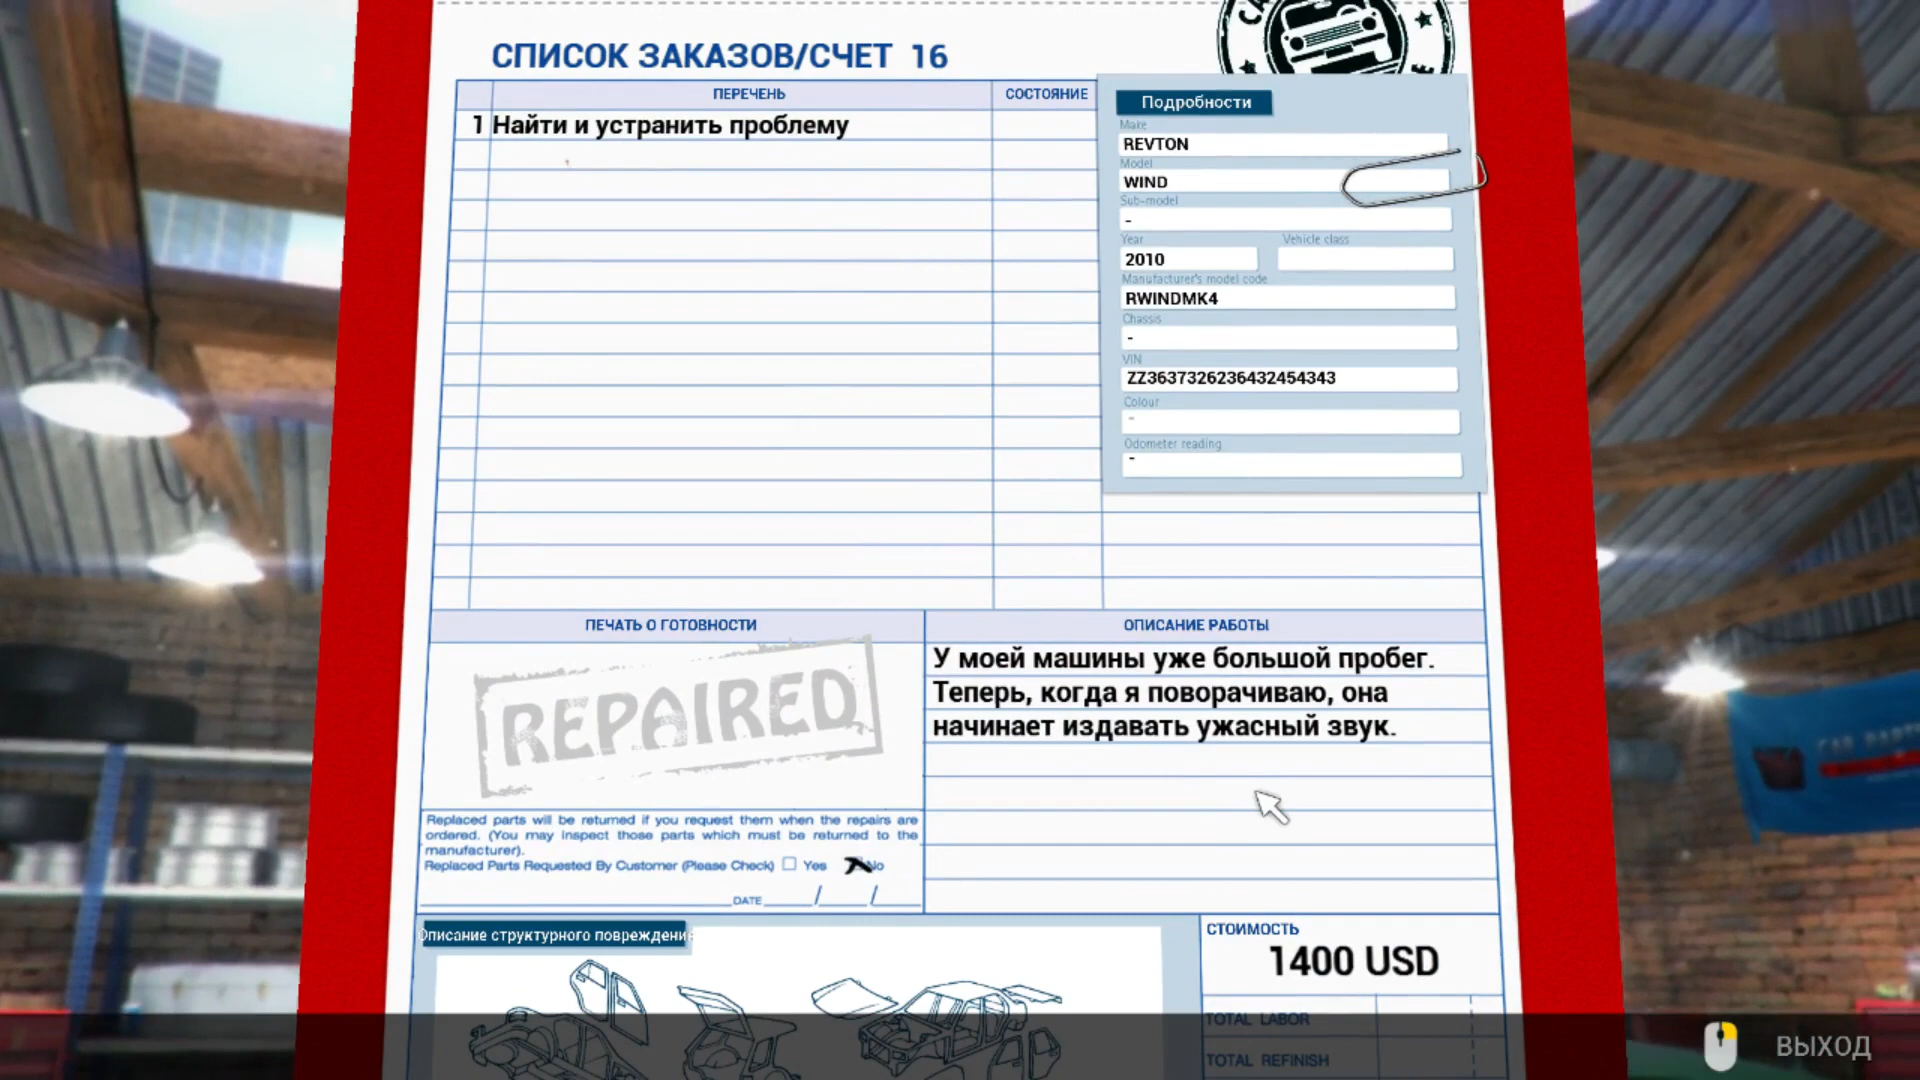 СПИСОК ЗАКАЗОВ/СЧЕТ 16
ПЕРЕЧЕНЬ
СОСТОЯНИЕ
1 Найти и устранить проблему
Подробности
Make
REVTON
Model
WIND
Sub-model
-
Year
Vehicle class
2010
Manufacturer's model code
RWINDMK4
Chassis
-
VIN
ZZ3637326236432454343
Colour
-
Odometer reading
-
ПЕЧАТЬ О ГОТОВНОСТИ
ОПИСАНИЕ РАБОТЫ
REPAIRED
У моей машины уже большой пробег.
Теперь, когда я поворачиваю, она
начинает издавать ужасный звук.
Replaced parts will be returned if you request them when the repairs are
ordered. (You may inspect those parts which must be returned to the
manufacturer).
Replaced Parts Requested By Customer (Please Check) Yes No
DATE / /
Описание структурного повреждени
СТОИМОСТЬ
1400 USD
TOTAL LABOR
TOTAL REFINISH
CAR PARTS
ВЫХОД